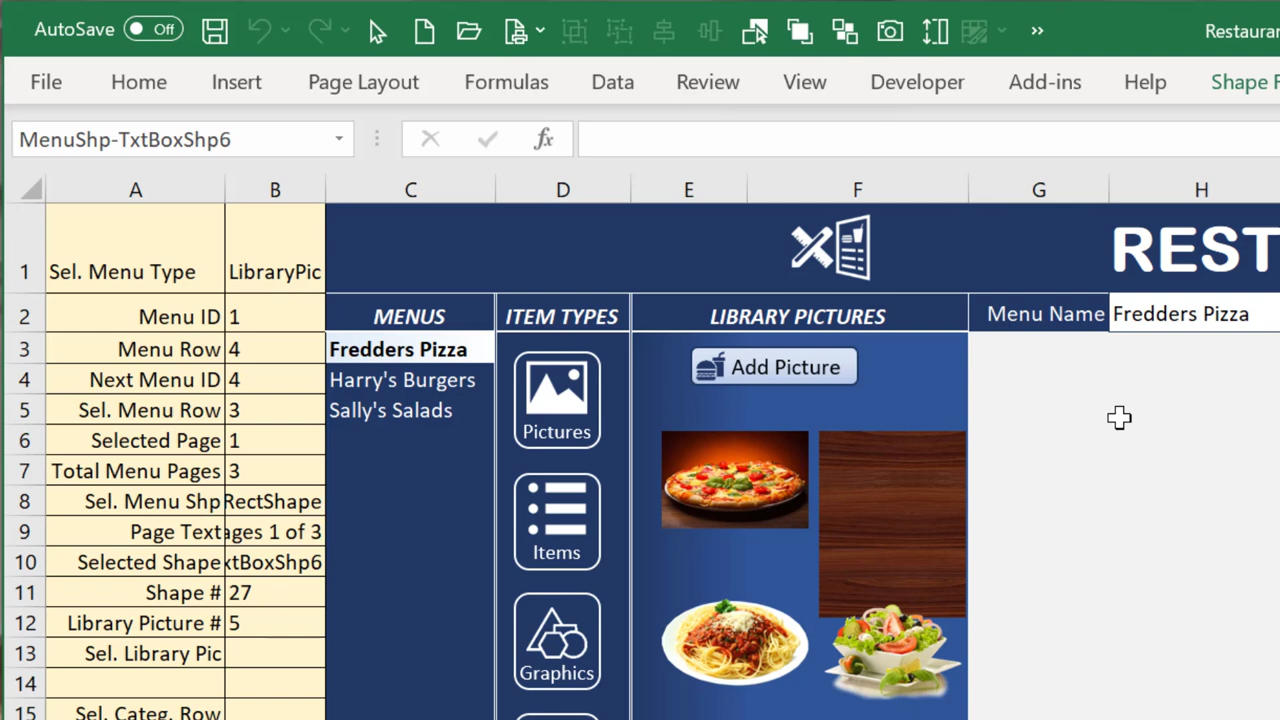 AutoSave Off Restauran
File Home Insert Page Layout Formulas Data Review View Developer Add-ins Help Shape F
MenuShp-TxtBoxShp6 fx
A B C D E F G H
1 Sel. Menu Type LibraryPic REST
2 Menu ID 1 MENUS ITEM TYPES LIBRARY PICTURES Menu Name Fredders Pizza
3 Menu Row 4 Fredders Pizza Add Picture
4 Next Menu ID 4 Harry's Burgers
5 Sel. Menu Row 3 Sally's Salads
Pictures
6 Selected Page 1
7 Total Menu Pages 3
8 Sel. Menu Shp RectShape
9 Page Text ages 1 of 3
Items
10 Selected Shape xtBoxShp6
11 Shape # 27
12 Library Picture # 5
13 Sel. Library Pic
Graphics
14
15 Sel. Categ. Row